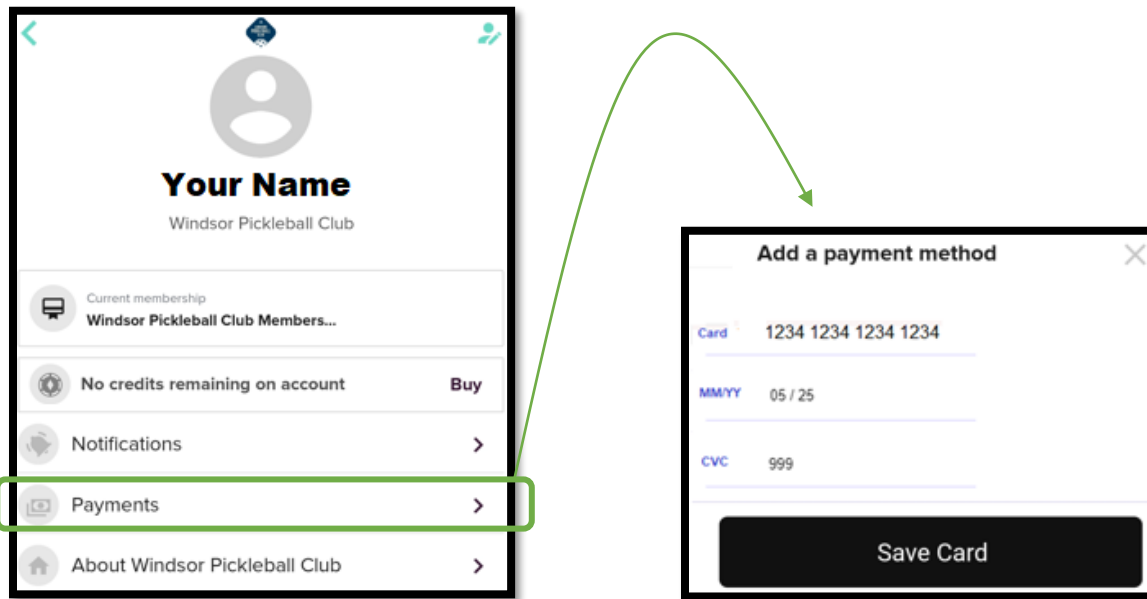 Your Name
Windsor Pickleball Club
Current membership
Windsor Pickleball Club Members...
No credits remaining on account Buy
Notifications
Payments
About Windsor Pickleball Club
Add a payment method
Card 1234 1234 1234 1234
MM/YY 05 / 25
CVC 999
Save Card